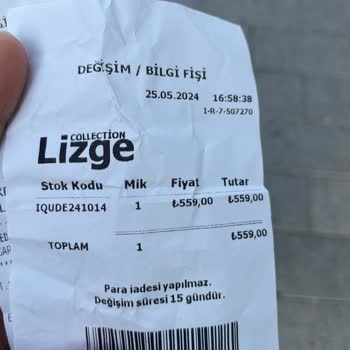 DEĞİŞİM / BİLGİ FİŞİ
25.05.2024 16:58:38
1-R-7-507270
COLLECTION
Lizge
Stok Kodu Mik Fiyat Tutar
IQUDE241014 1 ₺559,00 ₺559,00
TOPLAM 1 ₺559,00
Para iadesi yapılmaz.
Değişim süresi 15 gündür.